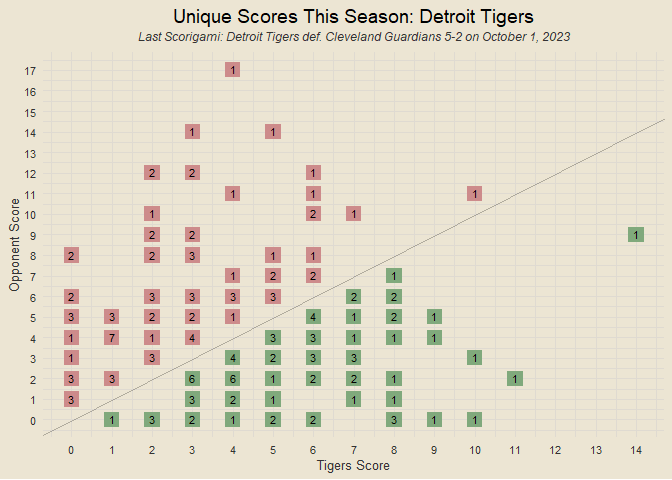 Unique Scores This Season: Detroit Tigers
Last Scorigami: Detroit Tigers def. Cleveland Guardians 5-2 on October 1, 2023
Opponent Score
17 1
16
15
14 1 1
13
12 2 2 1
11 1 1 1
10 1 2 1
9 2 2 1
8 2 2 3 1 1
7 1 2 2 1
6 2 3 3 3 3 2 2
5 3 3 2 2 1 4 1 2 1
4 1 7 1 4 3 3 1 1 1
3 1 3 4 2 3 3 1
2 3 3 6 6 1 2 2 1 1
1 3 3 2 1 1 1
0 1 3 2 1 2 2 3 1 1
0 1 2 3 4 5 6 7 8 9 10 11 12 13 14
Tigers Score